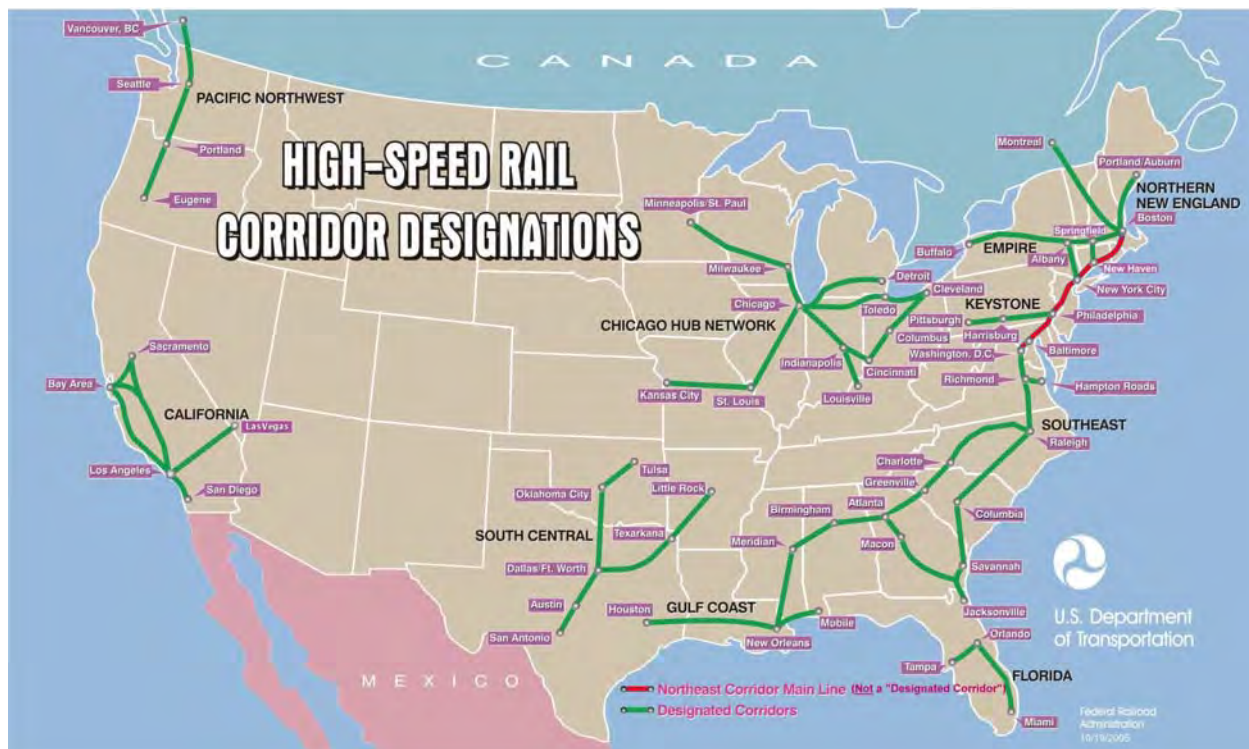 CANADA
Vancouver, BC
Seattle
PACIFIC NORTHWEST
Portland
Eugene
HIGH-SPEED RAIL
CORRIDOR DESIGNATIONS
Minneapolis/St. Paul
Milwaukee
Chicago
CHICAGO HUB NETWORK
Detroit
Cleveland
Toledo
Columbus
Indianapolis
Cincinnati
Kansas City
St. Louis
Louisville
Montreal
Portland/Auburn
NORTHERN
NEW ENGLAND
Boston
Springfield
Buffalo
EMPIRE
Albany
New Haven
New York City
KEYSTONE
Pittsburgh
Philadelphia
Harrisburg
Washington, D.C.
Baltimore
Richmond
Hampton Roads
SOUTHEAST
Raleigh
Sacramento
Bay Area
CALIFORNIA
Las Vegas
Los Angeles
San Diego
Tulsa
Oklahoma City
Little Rock
SOUTH CENTRAL
Texarkana
Dallas/Ft. Worth
Austin
San Antonio
Charlotte
Greenville
Atlanta
Birmingham
Columbia
Meridian
Macon
Savannah
Jacksonville
Houston
GULF COAST
Mobile
New Orleans
Orlando
Tampa
FLORIDA
Miami
MEXICO
U.S. Department
of Transportation
Northeast Corridor Main Line (Not a "Designated Corridor")
Designated Corridors
Federal Railroad
Administration
10/19/2005